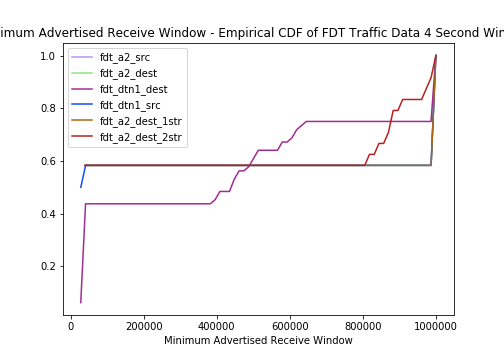 imum Advertised Receive Window - Empirical CDF of FDT Traffic Data 4 Second Win
fdt_a2_src
fdt_a2_dest
fdt_dtn1_dest
fdt_dtn1_src
fdt_a2_dest_1str
fdt_a2_dest_2str
1.0
0.8
0.6
0.4
0.2
0
200000
400000
600000
800000
1000000
Minimum Advertised Receive Window